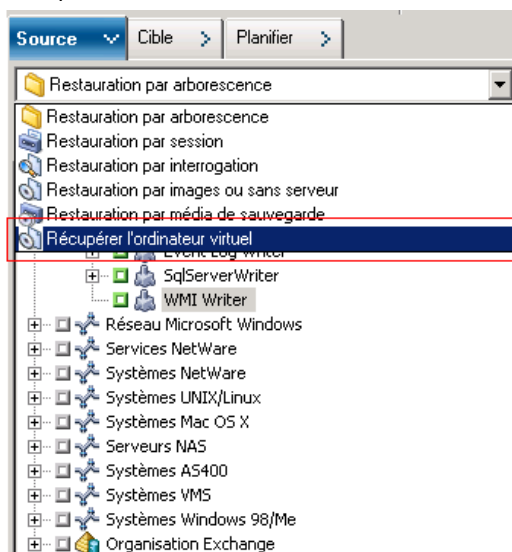 Source Cible Planifier
Restauration par arborescence
Restauration par arborescence
Restauration par session
Restauration par interrogation
Restauration par images ou sans serveur
Restauration par média de sauvegarde
Récupérer l'ordinateur virtuel
Event Log Writer
SqlServerWriter
WMI Writer
Réseau Microsoft Windows
Services NetWare
Systèmes NetWare
Systèmes UNIX/Linux
Systèmes Mac OS X
Serveurs NAS
Systèmes AS400
Systèmes VMS
Systèmes Windows 98/Me
Organisation Exchange